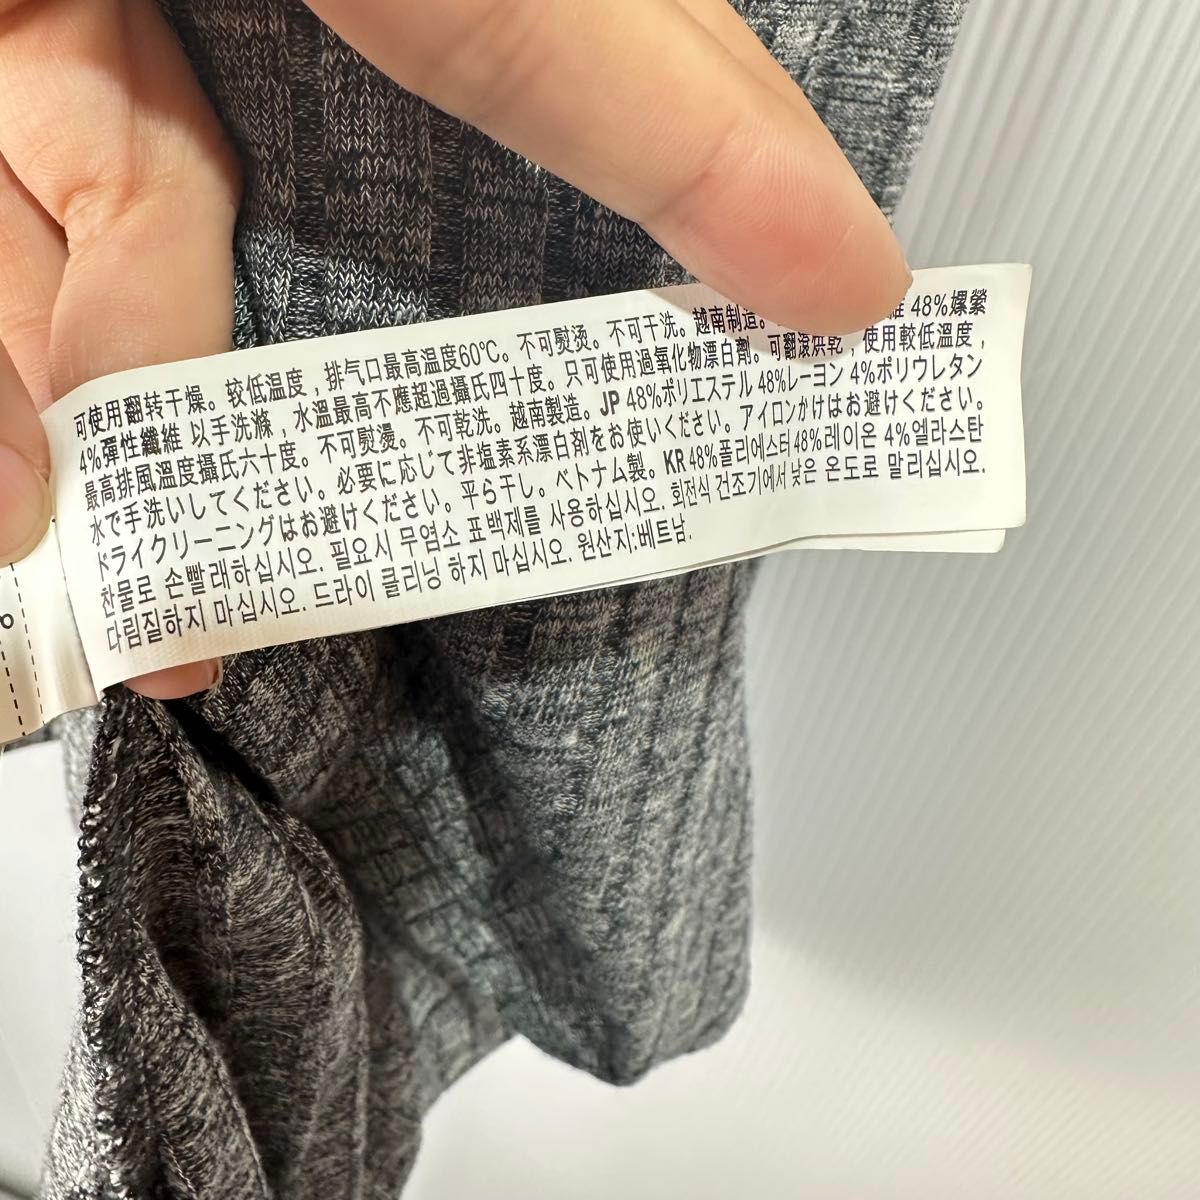 可使用翻转干燥。较低温度，排气口最高温度60℃。不可熨烫。不可干洗。越南制造。 維 48%嫘縈
4%彈性纖維 以手洗滌，水溫最高不應超過攝氏四十度。只可使用過氧化物漂白劑。可翻滾烘乾，使用較低溫度，
最高排風溫度攝氏六十度。不可熨燙。不可乾洗。越南製造。JP 48%ポリエステル 48%レーヨン 4%ポリウレタン
水で手洗いしてください。必要に応じて非塩素系漂白剤をお使いください。アイロンかけはお避けください。
ドライクリーニングはお避けください。平ら干し。ベトナム製。KR 48%폴리에스터 48%레이온 4%엘라스탄
찬물로 손빨래하십시오. 필요시 무염소 표백제를 사용하십시오. 회전식 건조기에서 낮은 온도로 말리십시오.
다림질하지 마십시오. 드라이 클리닝 하지 마십시오. 원산지:베트남.